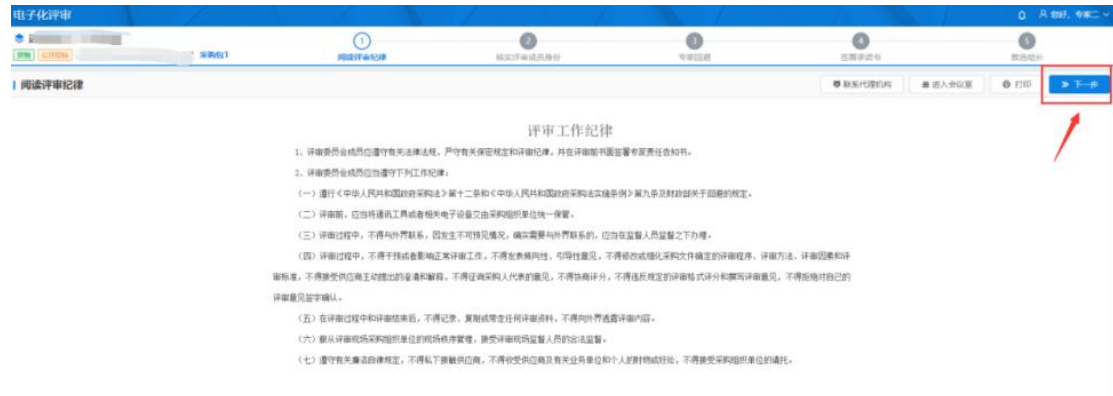 电子化评审
您好，专家二
货物 公开招标
采购包1
1
2
3
4
5
阅读评审纪律
核实评审成员身份
专家回避
签署承诺书
推选组长
阅读评审纪律
联系代理机构
进入会议室
打印
下一步
评审工作纪律
1、评审委员会成员应遵守有关法律法规，严守有关保密规定和评审纪律，并在评审前书面签署专家责任告知书。
2、评审委员会成员应当遵守下列工作纪律：
（一）遵行《中华人民共和国政府采购法》第十二条和《中华人民共和国政府采购法实施条例》第九条及财政部关于回避的规定。
（二）评审前，应当将通讯工具或者相关电子设备交由采购组织单位统一保管。
（三）评审过程中，不得与外界联系，因发生不可预见情况，确实需要与外界联系的，应当在监督人员监督之下办理。
（四）评审过程中，不得干预或者影响正常评审工作，不得发表倾向性、引导性意见，不得修改或细化采购文件确定的评审程序、评审方法、评审因素和评
审标准，不得接受供应商主动提出的澄清和解释，不得征询采购人代表的意见，不得协商评分，不得违反规定的评审格式评分和撰写评审意见，不得拒绝对自己的
评审意见签字确认。
（五）在评审过程中和评审结束后，不得记录、复制或带走任何评审资料，不得向外界透露评审内容。
（六）服从评审现场采购组织单位的现场秩序管理，接受评审现场监督人员的合法监督。
（七）遵守有关廉洁自律规定，不得私下接触供应商，不得收受供应商及有关业务单位和个人的财物或好处，不得接受采购组织单位的请托。